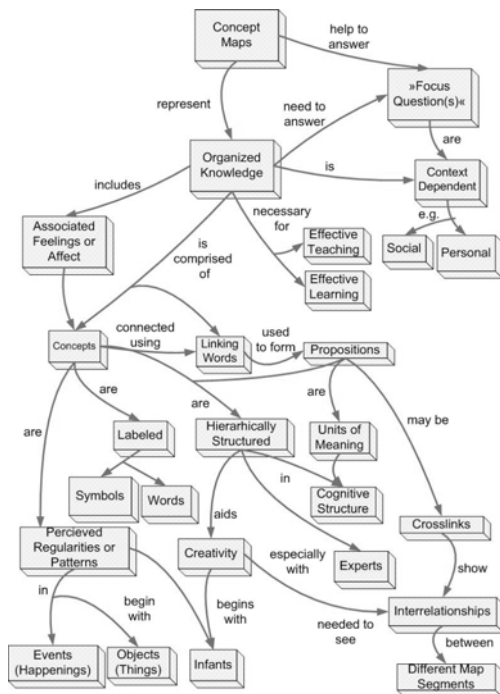 Concept
Maps
help to
answer
»Focus
Question(s)«
represent
need to
answer
are
Organized
Knowledge
is
Context
Dependent
includes
e.g.
Associated
Feelings or
Affect
necessary
for
Effective
Teaching
Social
Personal
is
comprised
of
Effective
Learning
Concepts
connected
using
Linking
Words
used
to form
Propositions
are
are
are
are
may be
Labeled
Hierarhically
Structured
Units of
Meaning
Symbols
Words
in
Cognitive
Structure
aids
Crosslinks
Percieved
Regularities or
Patterns
Creativity
especially
with
Experts
show
in
begin
with
begins
with
needed to
see
Interrelationships
between
Events
(Happenings)
Objects
(Things)
Infants
Different Map
Segments